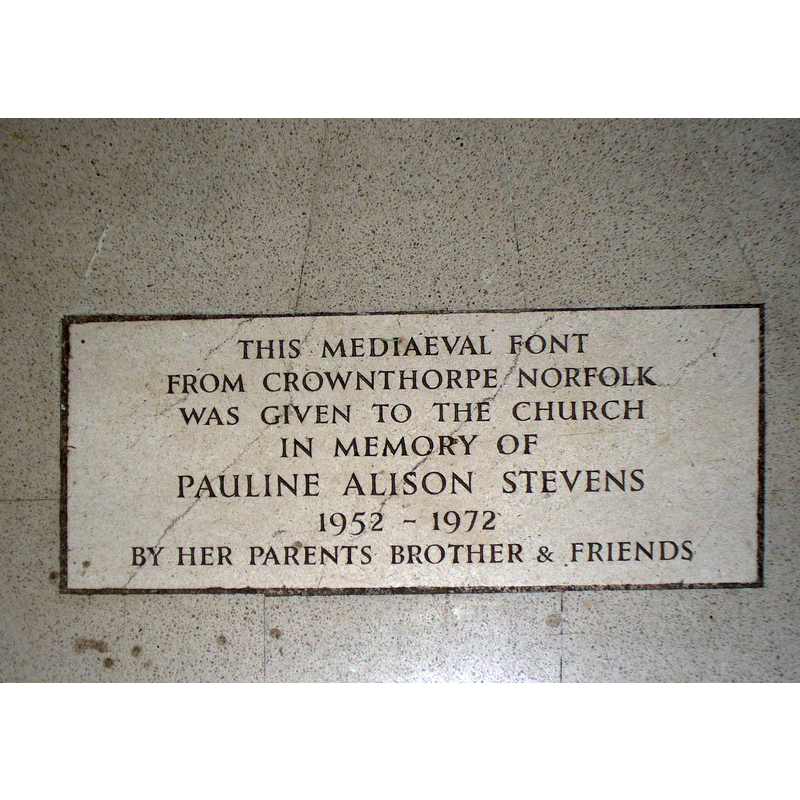 THIS MEDIAEVAL FONT
FROM CROWNTHORPE NORFOLK
WAS GIVEN TO THE CHURCH
IN MEMORY OF
PAULINE ALISON STEVENS
1952 - 1972
BY HER PARENTS BROTHER & FRIENDS